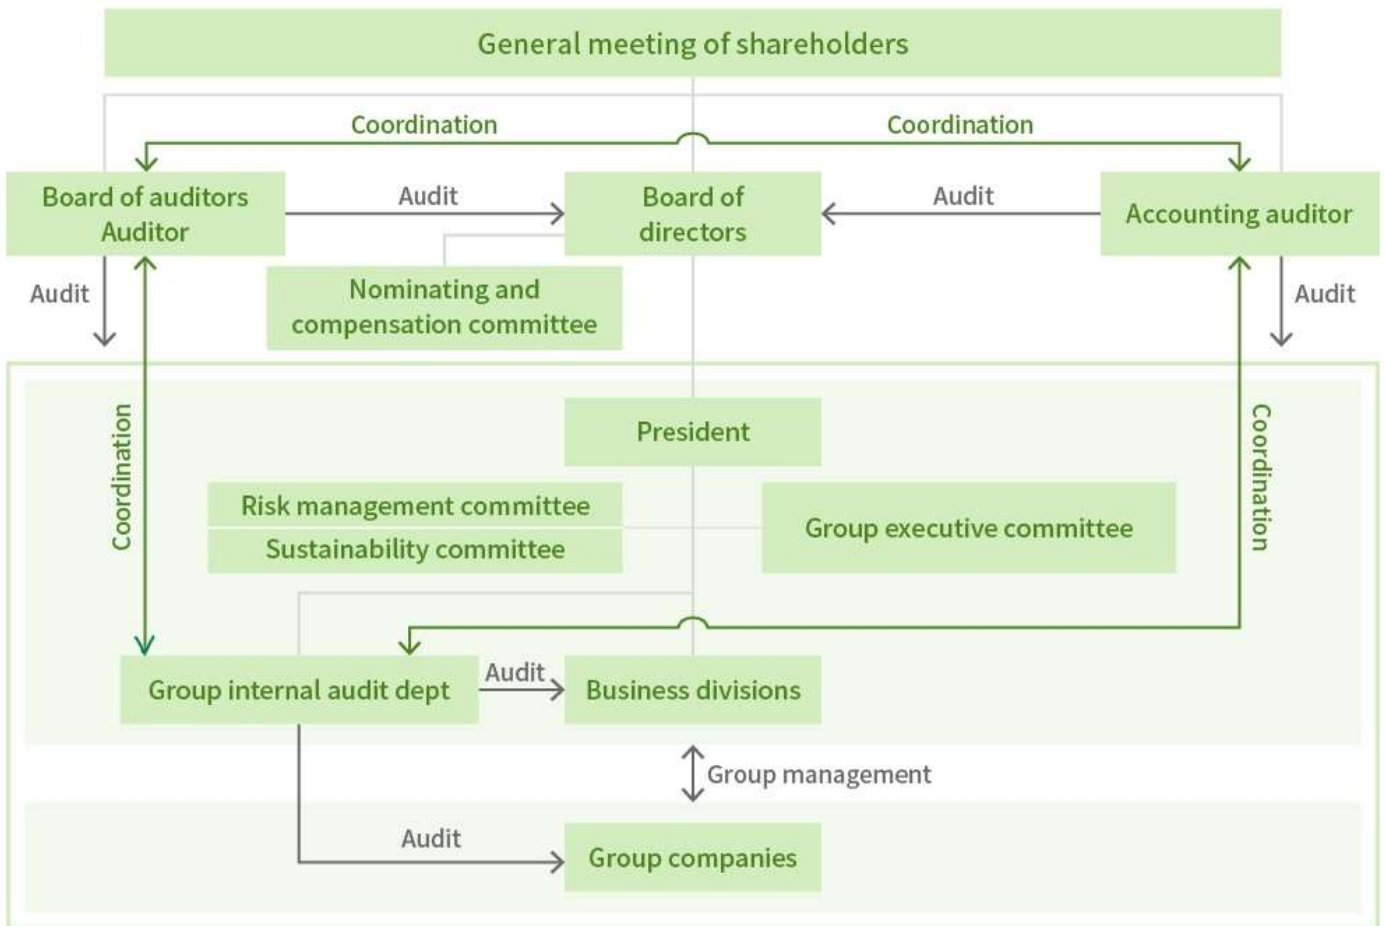 General meeting of shareholders
Coordination
Coordination
Board of auditors
Auditor
Audit
Board of
directors
Audit
Accounting auditor
Audit
Nominating and
compensation committee
Audit
President
Coordination
Coordination
Risk management committee
Sustainability committee
Group executive committee
Group internal audit dept
Audit
Business divisions
Group management
Audit
Group companies